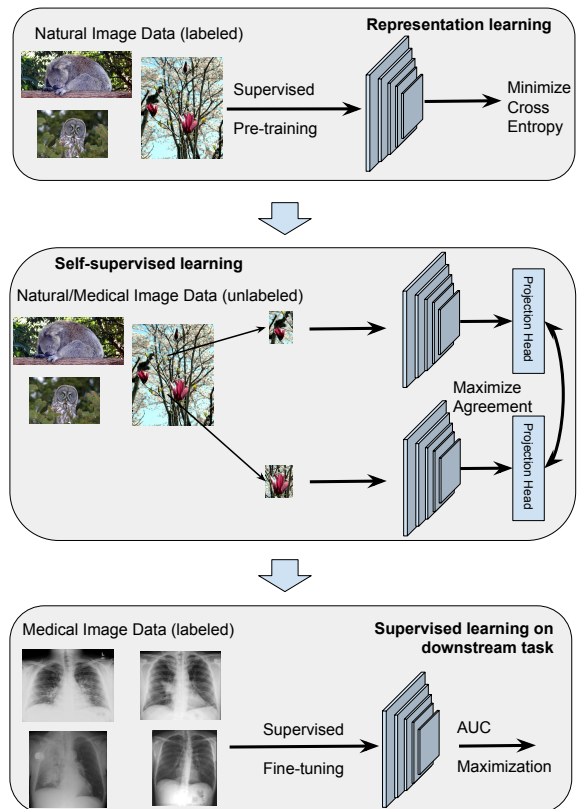 Representation learning
Natural Image Data (labeled)
Supervised
Pre-training
Minimize
Cross
Entropy
Self-supervised learning
Natural/Medical Image Data (unlabeled)
Projection Head
Maximize
Agreement
Projection Head
Medical Image Data (labeled)
Supervised learning on
downstream task
Supervised
Fine-tuning
AUC
Maximization